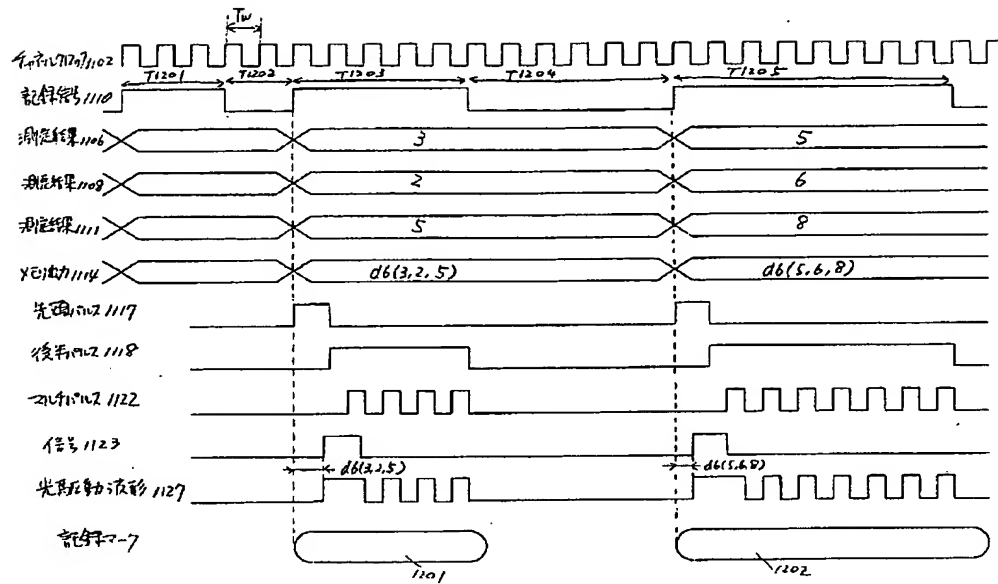 Tw
チャネルクロック1102
T1201 T1202 T1203 T1204 T1205
記録信号1110
測定結果1106 3 5
測定結果1108 2 6
測定結果1111 5 8
メモリ出力1114 d6(3,2,5) d6(5,6,8)
先頭パルス1117
後半パルス1118
マルチパルス1122
信号1123
d6(3,2,5) d6(5,6,8)
光駆動波形1127
記録マーク
1201 1202